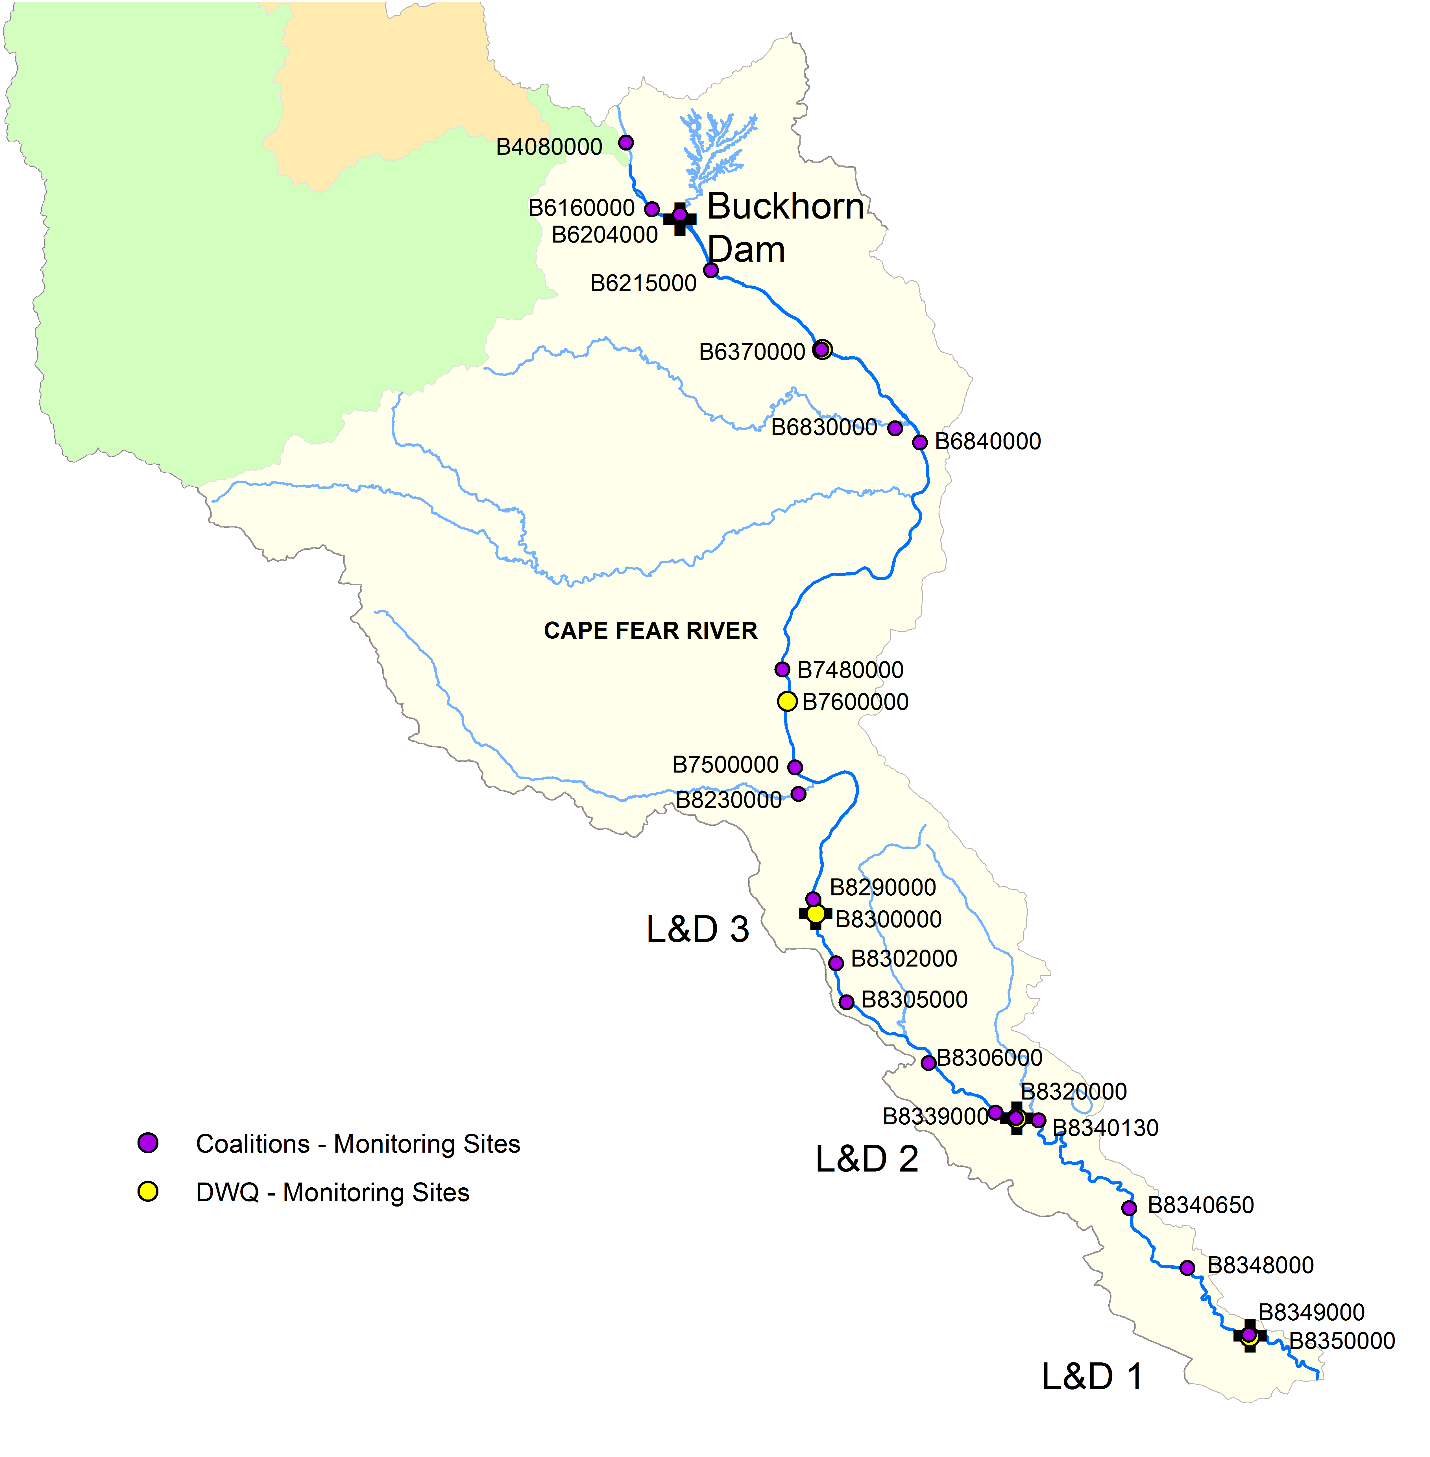 B4080000
B6160000
Buckhorn
B6204000
Dam
B6215000
B6370000
B6830000
B6840000
CAPE FEAR RIVER
B7480000
B7600000
B7500000
B8230000
B8290000
B8300000
L&D 3
B8302000
B8305000
B8306000
B8320000
B8339000
B8340130
L&D 2
Coalitions - Monitoring Sites
DWQ - Monitoring Sites
B8340650
B8348000
B8349000
B8350000
L&D 1